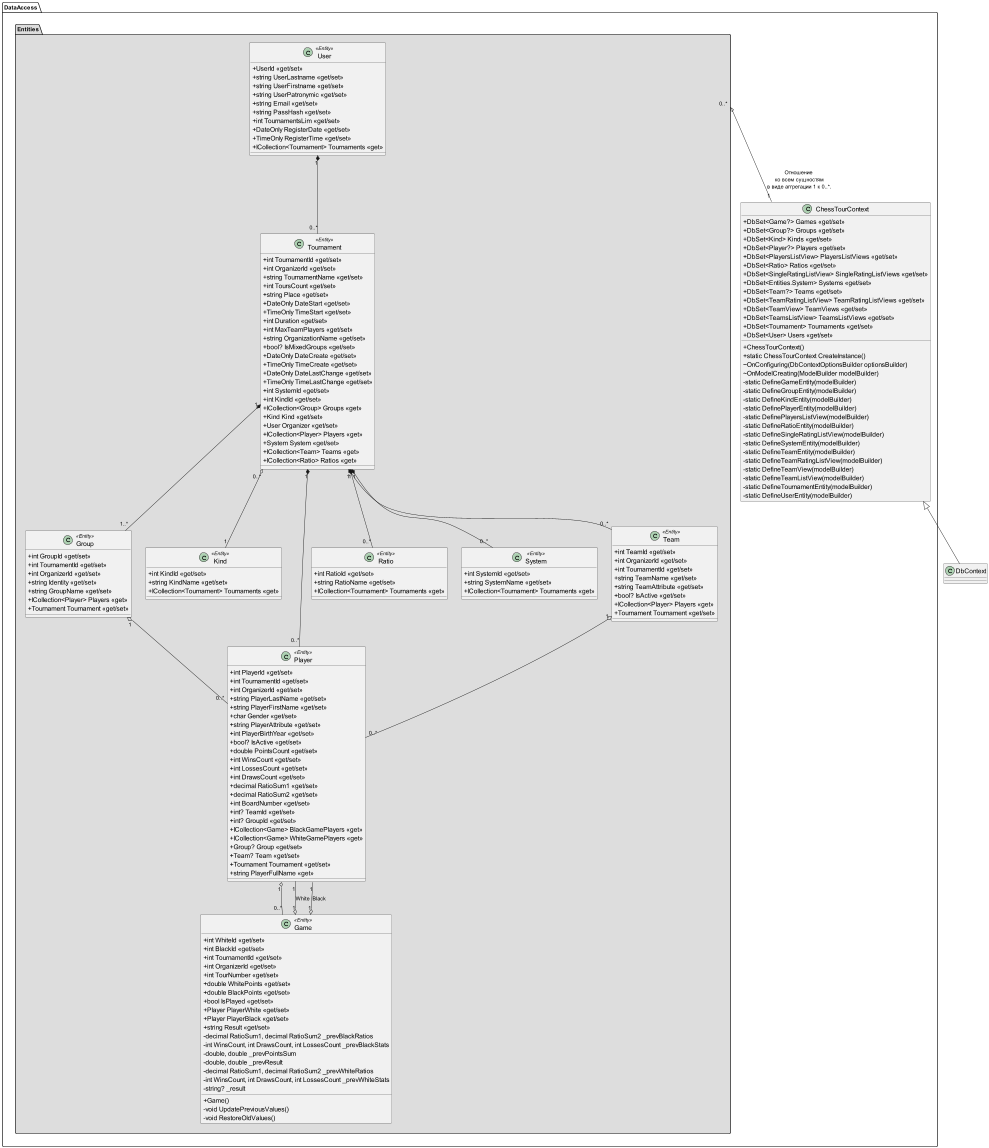 DataAccess
Entities
«Entity»
C User
+UserId «get/set»
+string UserLastname «get/set»
+string UserFirstname «get/set»
+string UserPatronymic «get/set»
+string Email «get/set»
+string PassHash «get/set»
+int TournamentsLim «get/set»
+DateOnly RegisterDate «get/set»
+TimeOnly RegisterTime «get/set»
+ICollection<Tournament> Tournaments «get»
1
0..*
0..*
Отношение
ко всем сущностям
в виде агрегации 1 к 0..*.
1
C ChessTourContext
+DbSet<Game?> Games «get/set»
+DbSet<Group?> Groups «get/set»
+DbSet<Kind> Kinds «get/set»
+DbSet<Player?> Players «get/set»
+DbSet<PlayersListView> PlayersListViews «get/set»
+DbSet<Ratio> Ratios «get/set»
+DbSet<SingleRatingListView> SingleRatingListViews «get/set»
+DbSet<Entities.System> Systems «get/set»
+DbSet<Team?> Teams «get/set»
+DbSet<TeamRatingListView> TeamRatingListViews «get/set»
+DbSet<TeamView> TeamViews «get/set»
+DbSet<TeamsListView> TeamsListViews «get/set»
+DbSet<Tournament> Tournaments «get/set»
+DbSet<User> Users «get/set»
+ChessTourContext()
+static ChessTourContext CreateInstance()
~OnConfiguring(DbContextOptionsBuilder optionsBuilder)
~OnModelCreating(ModelBuilder modelBuilder)
-static DefineGameEntity(modelBuilder)
-static DefineGroupEntity(modelBuilder)
-static DefineKindEntity(modelBuilder)
-static DefinePlayerEntity(modelBuilder)
-static DefinePlayersListView(modelBuilder)
-static DefineRatioEntity(modelBuilder)
-static DefineSingleRatingListView(modelBuilder)
-static DefineSystemEntity(modelBuilder)
-static DefineTeamEntity(modelBuilder)
-static DefineTeamRatingListView(modelBuilder)
-static DefineTeamView(modelBuilder)
-static DefineTeamListView(modelBuilder)
-static DefineTournamentEntity(modelBuilder)
-static DefineUserEntity(modelBuilder)
C DbContext
«Entity»
C Tournament
+int TournamentId «get/set»
+int OrganizerId «get/set»
+string TournamentName «get/set»
+int ToursCount «get/set»
+string Place «get/set»
+DateOnly DateStart «get/set»
+TimeOnly TimeStart «get/set»
+int Duration «get/set»
+int MaxTeamPlayers «get/set»
+string OrganizationName «get/set»
+bool? IsMixedGroups «get/set»
+DateOnly DateCreate «get/set»
+TimeOnly TimeCreate «get/set»
+DateOnly DateLastChange «get/set»
+TimeOnly TimeLastChange «get/set»
+int SystemId «get/set»
+int KindId «get/set»
+ICollection<Group> Groups «get»
+Kind Kind «get/set»
+User Organizer «get/set»
+ICollection<Player> Players «get»
+System System «get/set»
+ICollection<Team> Teams «get»
+ICollection<Ratio> Ratios «get»
1
0..*
1
1..*
«Entity»
C Group
+int GroupId «get/set»
+int TournamentId «get/set»
+int OrganizerId «get/set»
+string Identity «get/set»
+string GroupName «get/set»
+ICollection<Player> Players «get»
+Tournament Tournament «get/set»
1
1
«Entity»
C Kind
+int KindId «get/set»
+string KindName «get/set»
+ICollection<Tournament> Tournaments «get/set»
0..*
«Entity»
C Ratio
+int RatioId «get/set»
+string RatioName «get/set»
+ICollection<Tournament> Tournaments «get/set»
0..*
«Entity»
C System
+int SystemId «get/set»
+string SystemName «get/set»
+ICollection<Tournament> Tournaments «get/set»
0..*
«Entity»
C Team
+int TeamId «get/set»
+int OrganizerId «get/set»
+int TournamentId «get/set»
+string TeamName «get/set»
+string TeamAttribute «get/set»
+bool? IsActive «get/set»
+ICollection<Player> Players «get»
+Tournament Tournament «get/set»
1
0..*
0..*
0..*
«Entity»
C Player
+int PlayerId «get/set»
+int TournamentId «get/set»
+int OrganizerId «get/set»
+string PlayerLastName «get/set»
+string PlayerFirstName «get/set»
+char Gender «get/set»
+string PlayerAttribute «get/set»
+int PlayerBirthYear «get/set»
+bool? IsActive «get/set»
+double PointsCount «get/set»
+int WinsCount «get/set»
+int LossesCount «get/set»
+int DrawsCount «get/set»
+decimal RatioSum1 «get/set»
+decimal RatioSum2 «get/set»
+int BoardNumber «get/set»
+int? TeamId «get/set»
+int? GroupId «get/set»
+ICollection<Game> BlackGamePlayers «get»
+ICollection<Game> WhiteGamePlayers «get»
+Group? Group «get/set»
+Team? Team «get/set»
+Tournament Tournament «get/set»
+string PlayerFullName «get»
1 1 1
White Black
0..* 1 1
«Entity»
C Game
+int WhiteId «get/set»
+int BlackId «get/set»
+int TournamentId «get/set»
+int OrganizerId «get/set»
+int TourNumber «get/set»
+double WhitePoints «get/set»
+double BlackPoints «get/set»
+bool IsPlayed «get/set»
+Player PlayerWhite «get/set»
+Player PlayerBlack «get/set»
+string Result «get/set»
-decimal RatioSum1, decimal RatioSum2 _prevBlackRatios
-int WinsCount, int DrawsCount, int LossesCount _prevBlackStats
-double, double _prevPointsSum
-double, double _prevResult
-decimal RatioSum1, decimal RatioSum2 _prevWhiteRatios
-int WinsCount, int DrawsCount, int LossesCount _prevWhiteStats
-string? _result
+Game()
-void UpdatePreviousValues()
-void RestoreOldValues()